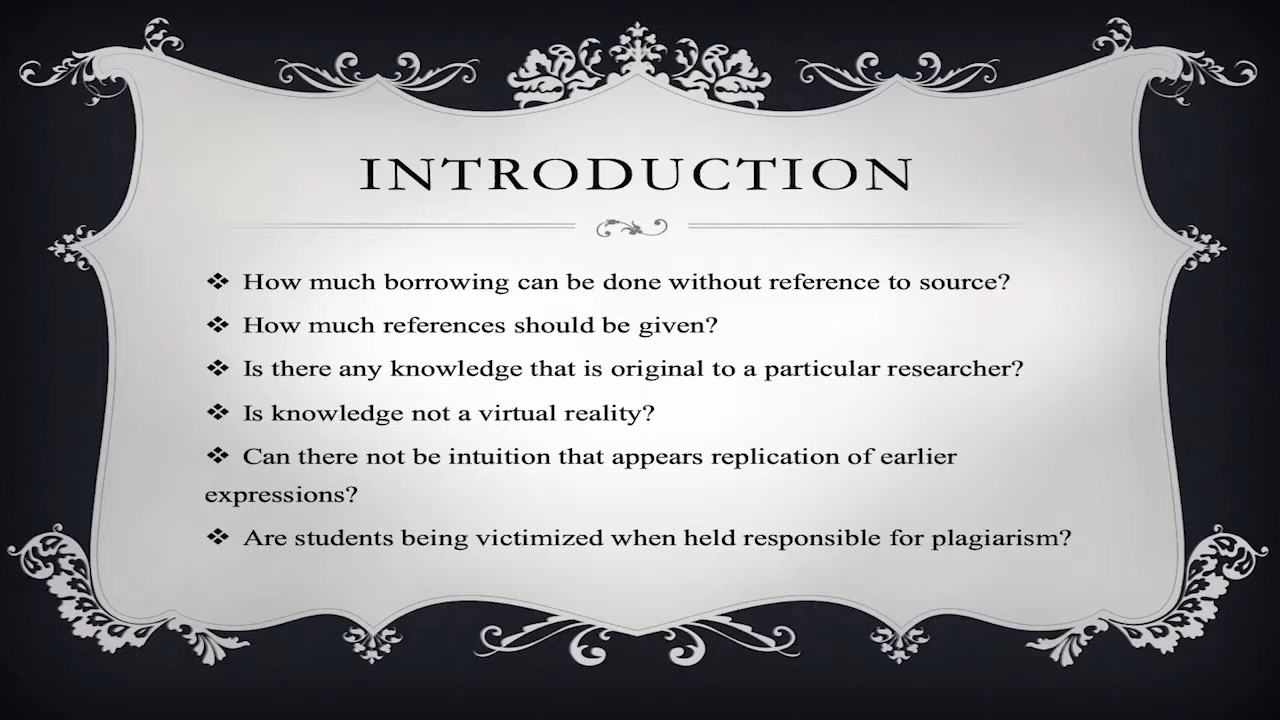 INTRODUCTION
❖ How much borrowing can be done without reference to source?
❖ How much references should be given?
❖ Is there any knowledge that is original to a particular researcher?
❖ Is knowledge not a virtual reality?
❖ Can there not be intuition that appears replication of earlier
expressions?
❖ Are students being victimized when held responsible for plagiarism?